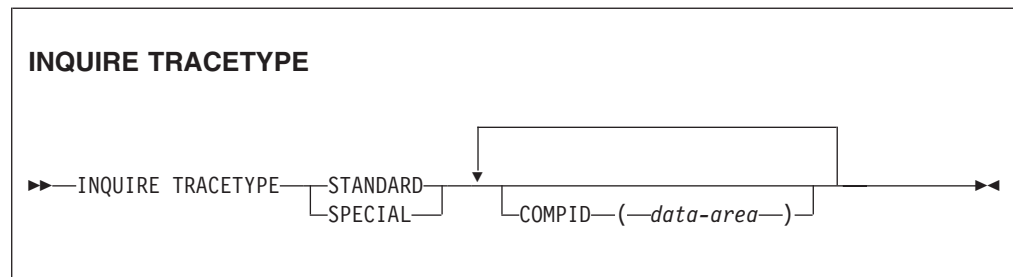 INQUIRE TRACETYPE
INQUIRE TRACETYPE STANDARD
SPECIAL COMPID ( data-area )